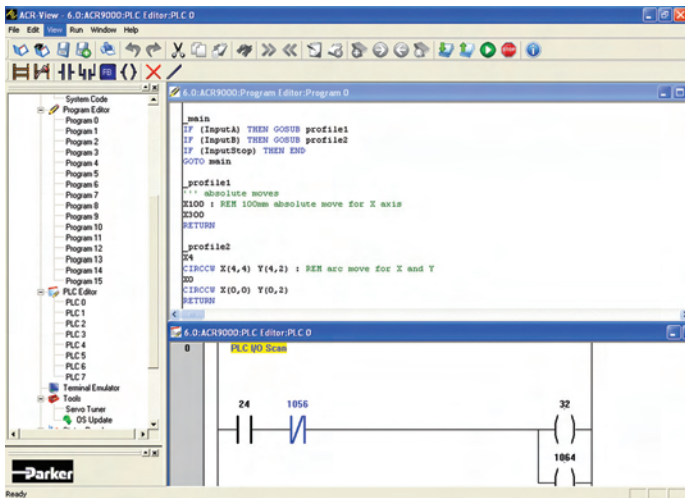 ACR-View - 6.0:ACR9000:PLC Editor:PLC 0
File Edit View Run Window Help
FB
System Code
Program Editor
Program 0
Program 1
Program 2
Program 3
Program 4
Program 5
Program 6
Program 7
Program 8
Program 9
Program 10
Program 11
Program 12
Program 13
Program 14
Program 15
PLC Editor
PLC 0
PLC 1
PLC 2
PLC 3
PLC 4
PLC 5
PLC 6
PLC 7
Terminal Emulator
Tools
Servo Tuner
OS Update
Parker
Ready
6.0:ACR9000:Program Editor:Program 0
_main
IF (InputA) THEN GOSUB profile1
IF (InputB) THEN GOSUB profile2
IF (InputStop) THEN END
GOTO main
_profile1
''' absolute moves
X100 : REM 100mm absolute move for X axis
X300
RETURN
_profile2
X4
CIRCCW X(4,4) Y(4,2) : REM arc move for X and Y
X0
CIRCCW X(0,0) Y(0,2)
RETURN
6.0:ACR9000:PLC Editor:PLC 0
0 PLC I/O Scan
24 1056 32
1064